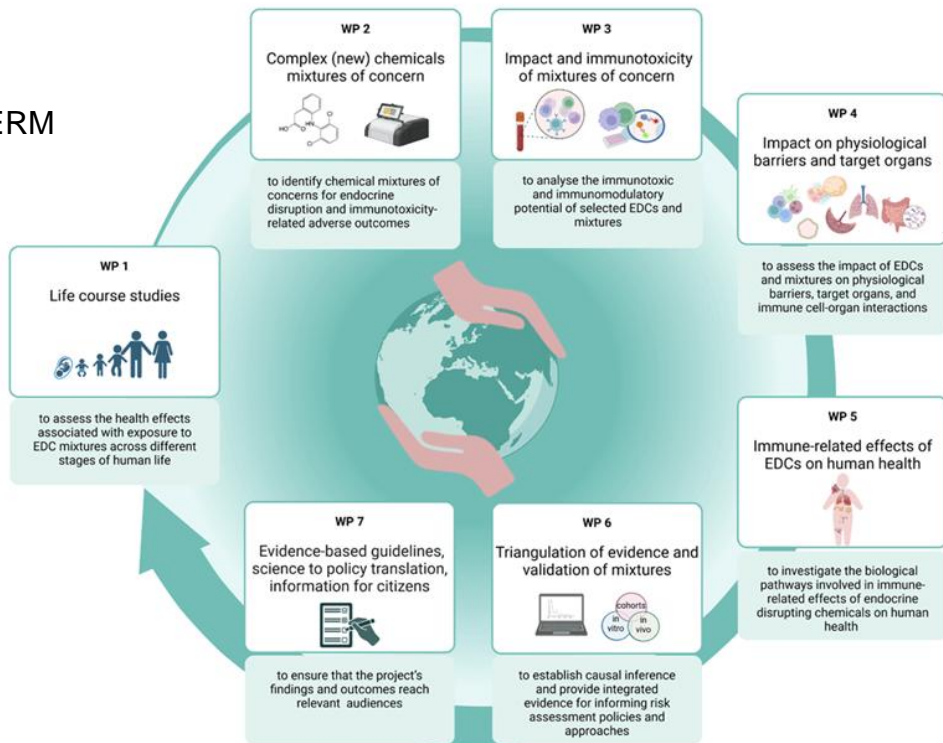 ERM
WP 1
Life course studies
to assess the health effects
associated with exposure to
EDC mixtures across different
stages of human life
WP 2
Complex (new) chemicals
mixtures of concern
HO
O
HN
Cl
Cl
to identify chemical mixtures of
concerns for endocrine
disruption and immunotoxicity-
related adverse outcomes
WP 3
Impact and immunotoxicity
of mixtures of concern
to analyse the immunotoxic
and immunomodulatory
potential of selected EDCs and
mixtures
WP 4
Impact on physiological
barriers and target organs
to assess the impact of EDCs
and mixtures on physiological
barriers, target organs, and
immune cell-organ interactions
WP 5
Immune-related effects of
EDCs on human health
to investigate the biological
pathways involved in immune-
related effects of endocrine
disrupting chemicals on human
health
WP 6
Triangulation of evidence and
validation of mixtures
cohorts
in
vitro
in
vivo
to establish causal inference
and provide integrated
evidence for informing risk
assessment policies and
approaches
WP 7
Evidence-based guidelines,
science to policy translation,
information for citizens
to ensure that the project's
findings and outcomes reach
relevant audiences